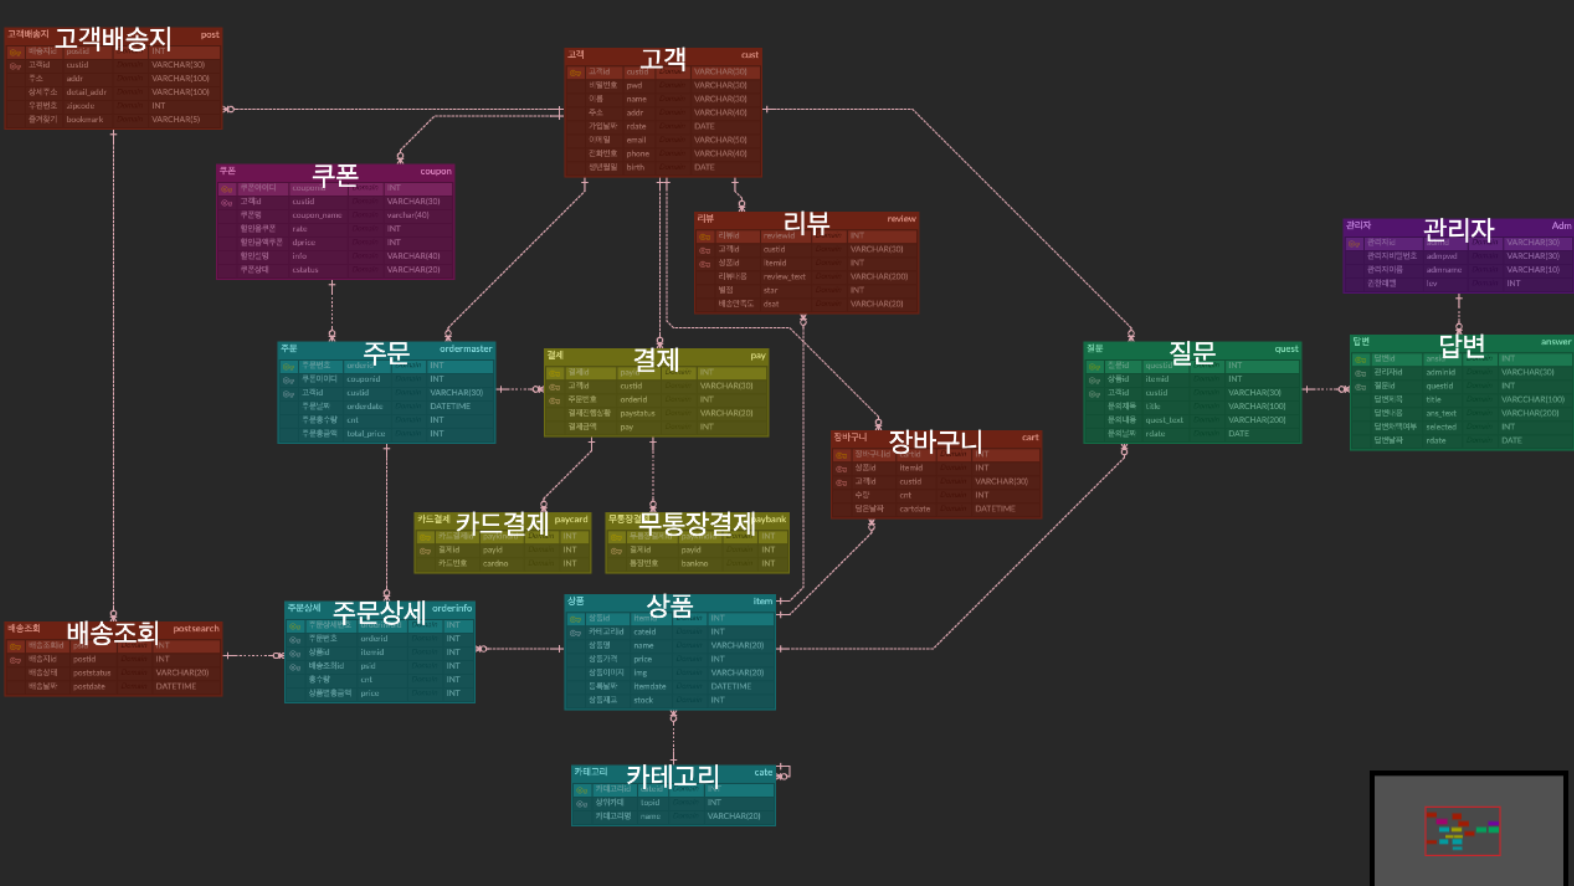 고객배송지 고객배송지 post
배송지id postid INT
고객id custid VARCHAR(30)
주소 addr VARCHAR(100)
상세주소 detail_addr VARCHAR(100)
우편번호 zipcode INT
즐겨찾기 bookmark VARCHAR(5)
고객 고객 cust
고객id custid VARCHAR(30)
비밀번호 pwd VARCHAR(30)
이름 name VARCHAR(30)
주소 addr VARCHAR(40)
가입날짜 rdate DATE
이메일 email VARCHAR(50)
전화번호 phone VARCHAR(40)
생년월일 birth DATE
쿠폰 쿠폰 coupon
쿠폰아이디 couponid INT
고객id custid VARCHAR(30)
쿠폰명 coupon_name varchar(40)
할인율쿠폰 rate INT
할인금액쿠폰 dprice INT
할인설명 info VARCHAR(40)
쿠폰상태 cstatus VARCHAR(20)
리뷰 리뷰 review
리뷰id reviewid INT
고객id custid VARCHAR(30)
상품id itemid INT
리뷰내용 review_text VARCHAR(200)
별점 star INT
배송만족도 dsat VARCHAR(20)
관리자 관리자 Adm
관리자id VARCHAR(30)
관리자비밀번호 admpwd VARCHAR(30)
관리자이름 admname VARCHAR(10)
권한레벨 lev INT
주문 주문 ordermaster
주문번호 orderid INT
쿠폰아이디 couponid INT
고객id custid VARCHAR(30)
주문날짜 orderdate DATETIME
주문총수량 cnt INT
주문총금액 total_price INT
결제 결제 pay
결제id payid INT
고객id custid VARCHAR(30)
주문번호 orderid INT
결제진행상황 paystatus VARCHAR(20)
결제금액 pay INT
질문 질문 quest
질문id questid INT
상품id itemid INT
고객id custid VARCHAR(30)
문의제목 title VARCHAR(100)
문의내용 quest_text VARCHAR(200)
문의날짜 rdate DATE
답변 답변 answer
답변id INT
관리자id adminid VARCHAR(30)
질문id questid INT
답변제목 title VARCCHAR(100)
답변내용 ans_text VARCHAR(200)
답변채택여부 selected INT
답변날짜 rdate DATE
장바구니 장바구니 cart
장바구니id cartid INT
상품id itemid INT
고객id custid VARCHAR(30)
수량 cnt INT
담은날짜 cartdate DATETIME
카드결제 카드결제 paycard
카드결제id INT
결제id payid INT
카드번호 cardno INT
무통장결제 무통장결제 paybank
INT
결제id payid INT
통장번호 bankno INT
상품 상품 item
상품id itemid INT
카테고리id cateid INT
상품명 name VARCHAR(20)
상품가격 price INT
상품이미지 img VARCHAR(20)
등록날짜 itemdate DATETIME
상품재고 stock INT
주문상세 주문상세 orderinfo
INT
주문번호 orderid INT
상품id itemid INT
배송조회id psid INT
총수량 cnt INT
상품별총금액 price INT
배송조회 배송조회 postsearch
배송조회id INT
배송지id postid INT
배송상태 poststatus VARCHAR(20)
배송날짜 postdate DATETIME
카테고리 카테고리 cate
카테고리id cateid INT
상위카테 topid INT
카테고리명 name VARCHAR(20)